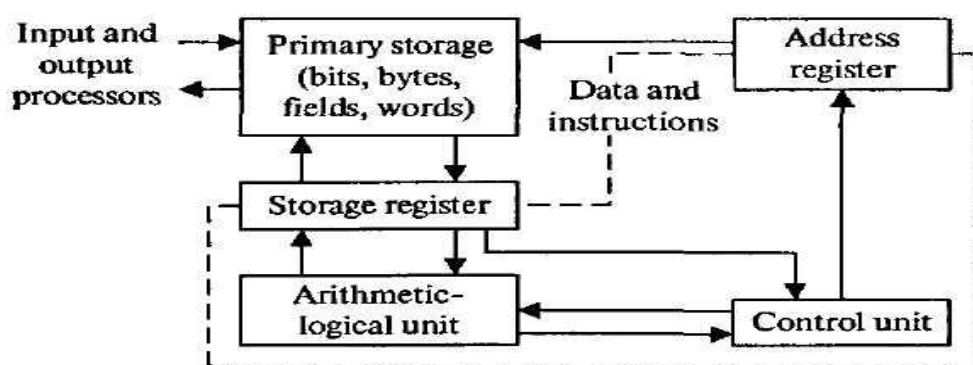 Input and
output
processors
Primary storage
(bits, bytes,
fields, words)
Address
register
Data and
instructions
Storage register
Arithmetic-
logical unit
Control unit